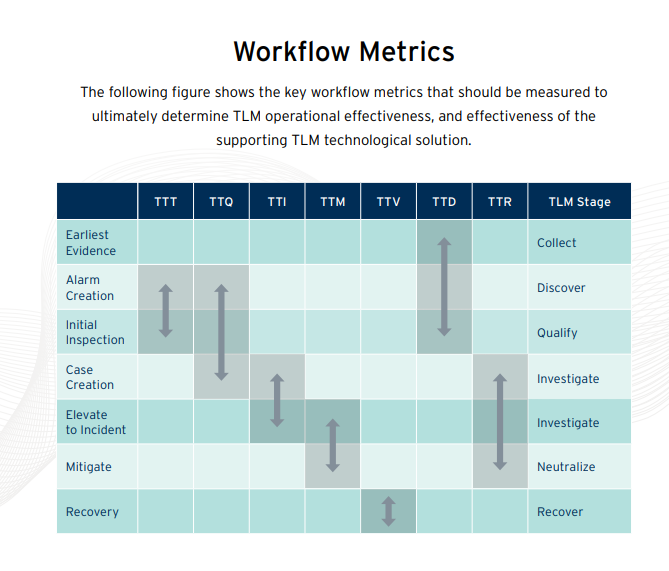 Workflow Metrics
The following figure shows the key workflow metrics that should be measured to
ultimately determine TLM operational effectiveness, and effectiveness of the
supporting TLM technological solution.
TTT TTQ TTI TTM TTV TTD TTR TLM Stage
Earliest
Evidence
Collect
Alarm
Creation
Discover
Initial
Inspection
Qualify
Case
Creation
Investigate
Elevate
to Incident
Investigate
Mitigate
Neutralize
Recovery
Recover